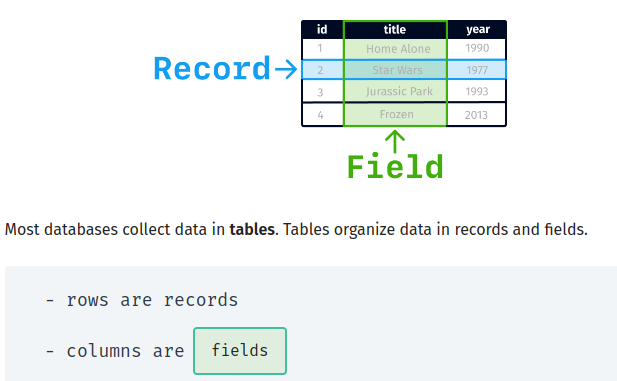 id title year
1 Home Alone 1990
Record
2 Star Wars 1977
3 Jurassic Park 1993
4 Frozen 2013
Field
Most databases collect data in tables. Tables organize data in records and fields.
- rows are records
- columns are fields